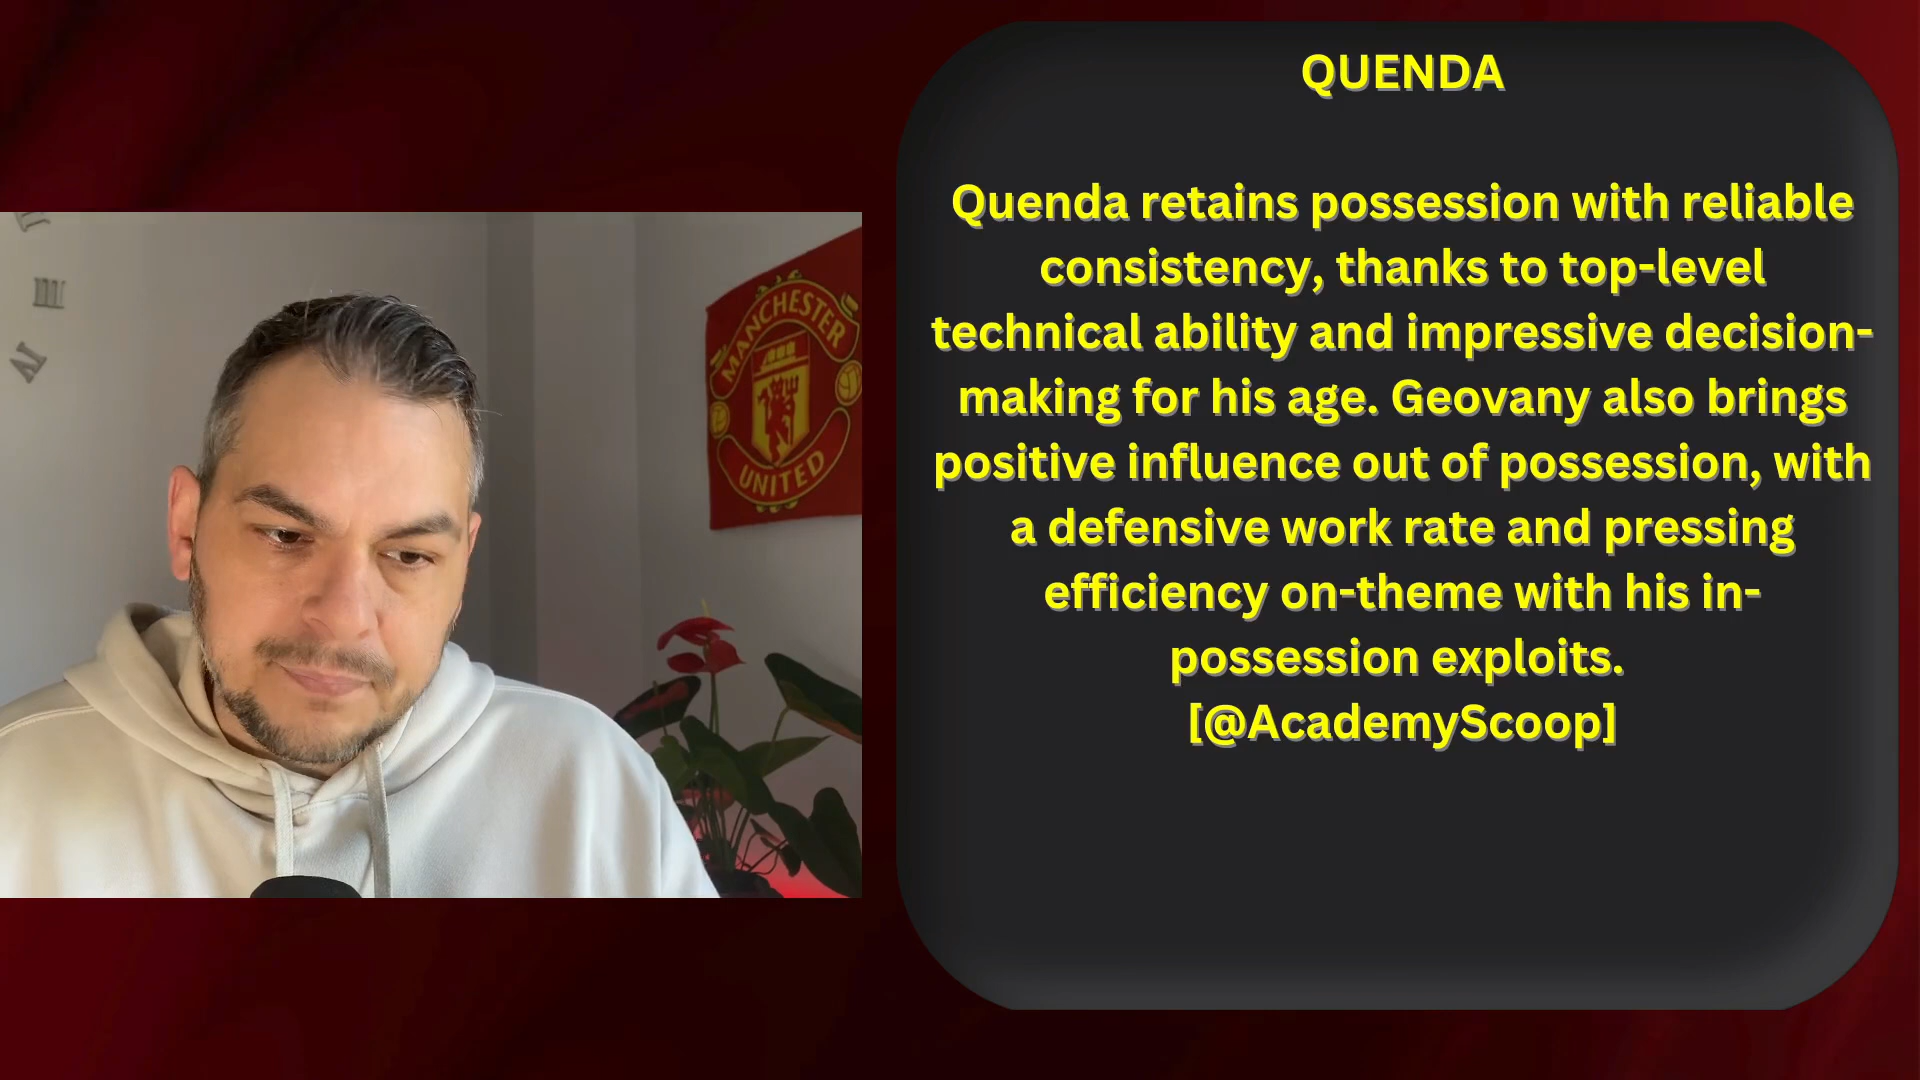 QUENDA
Quenda retains possession with reliable
consistency, thanks to top-level
technical ability and impressive decision-
making for his age. Geovany also brings
positive influence out of possession, with
a defensive work rate and pressing
efficiency on-theme with his in-
possession exploits.
[@AcademyScoop]
MANCHESTER
UNITED
III
IV